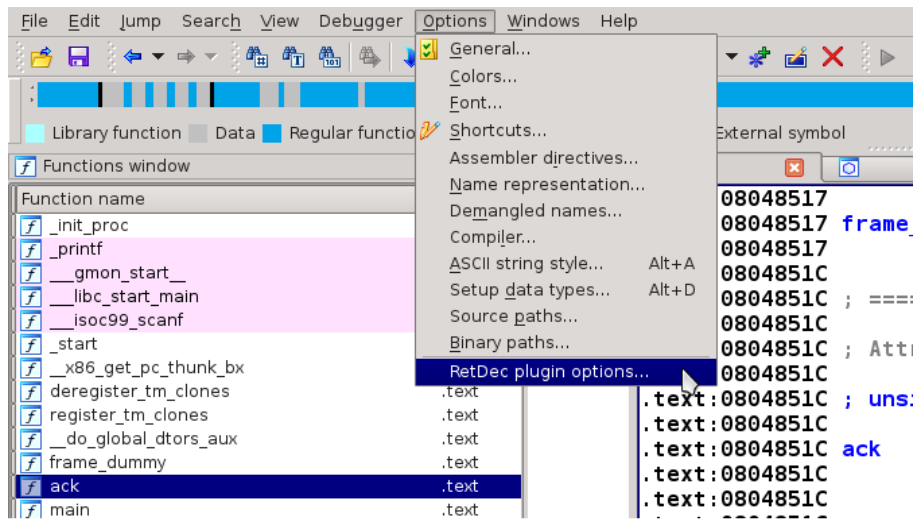 File Edit Jump Search View Debugger Options Windows Help
General...
Colors...
Font...
Shortcuts...
Assembler directives...
Name representation...
Demangled names...
Compiler...
ASCII string style... Alt+A
Setup data types... Alt+D
Source paths...
Binary paths...
RetDec plugin options...
Library function Data Regular functio External symbol
Functions window
Function name
_init_proc
_printf
___gmon_start__
___libc_start_main
___isoc99_scanf
_start
__x86_get_pc_thunk_bx
deregister_tm_clones .text
register_tm_clones .text
__do_global_dtors_aux .text
frame_dummy .text
ack .text
main .text
08048517
08048517 frame_
08048517
0804851C
0804851C ; ====
0804851C
0804851C ; Attr
0804851C
.text:0804851C ; uns
.text:0804851C
.text:0804851C ack
.text:0804851C
.text:0804851C